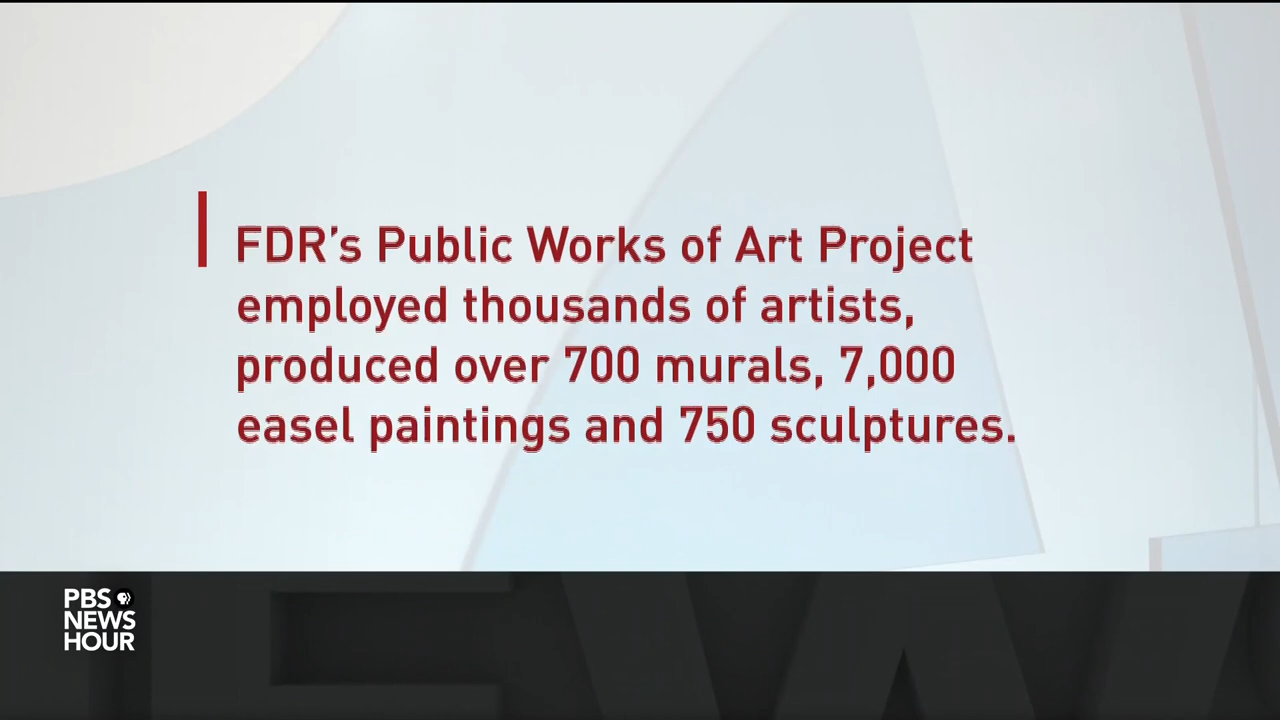 FDR's Public Works of Art Project
employed thousands of artists,
produced over 700 murals, 7,000
easel paintings and 750 sculptures.
PBS
NEWS
HOUR